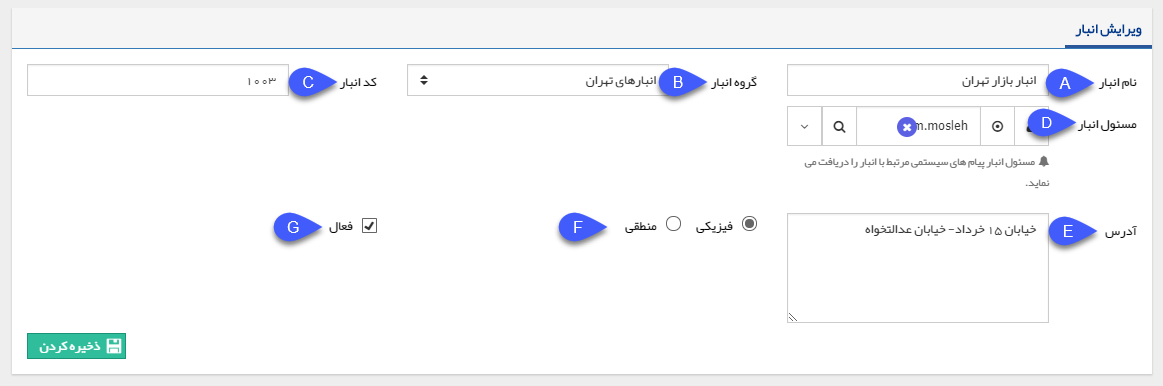 ویرایش انبار
نام انبار A انبار بازار تهران گروه انبار B انبارهای تهران کد انبار C ۱۰۰۳
مسئول انبار D m.mosleh
مسئول انبار پیام های سیستمی مرتبط با انبار را دریافت می
نماید.
آدرس E خیابان ۱۵ خرداد- خیابان عدالتخواه فیزیکی منطقی F فعال G
ذخیره کردن